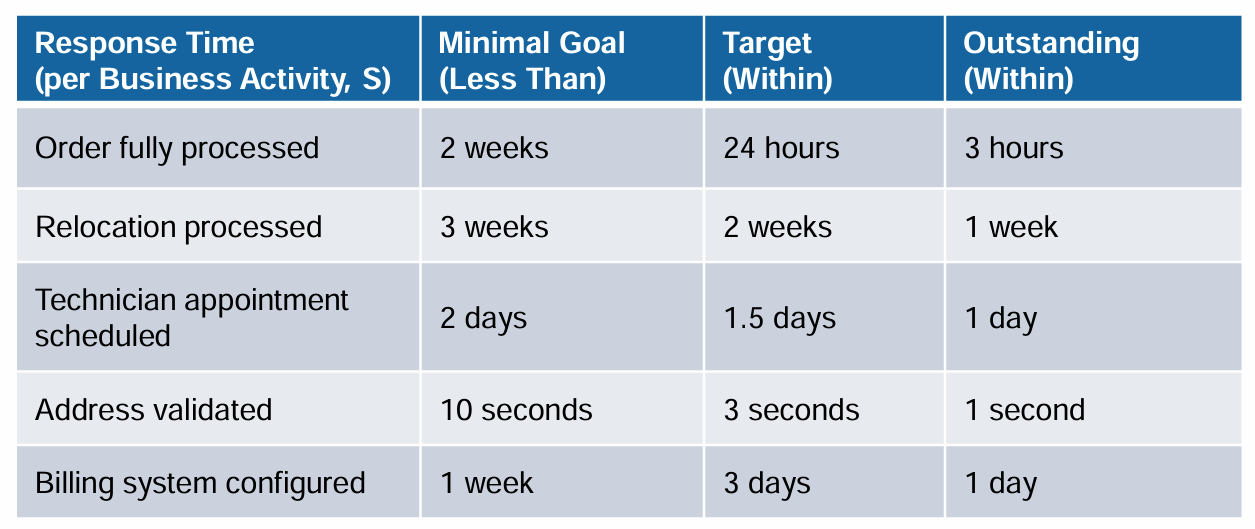 Response Time
(per Business Activity, S)
Minimal Goal
(Less Than)
Target
(Within)
Outstanding
(Within)
Order fully processed
2 weeks
24 hours
3 hours
Relocation processed
3 weeks
2 weeks
1 week
Technician appointment
scheduled
2 days
1.5 days
1 day
Address validated
10 seconds
3 seconds
1 second
Billing system configured
1 week
3 days
1 day